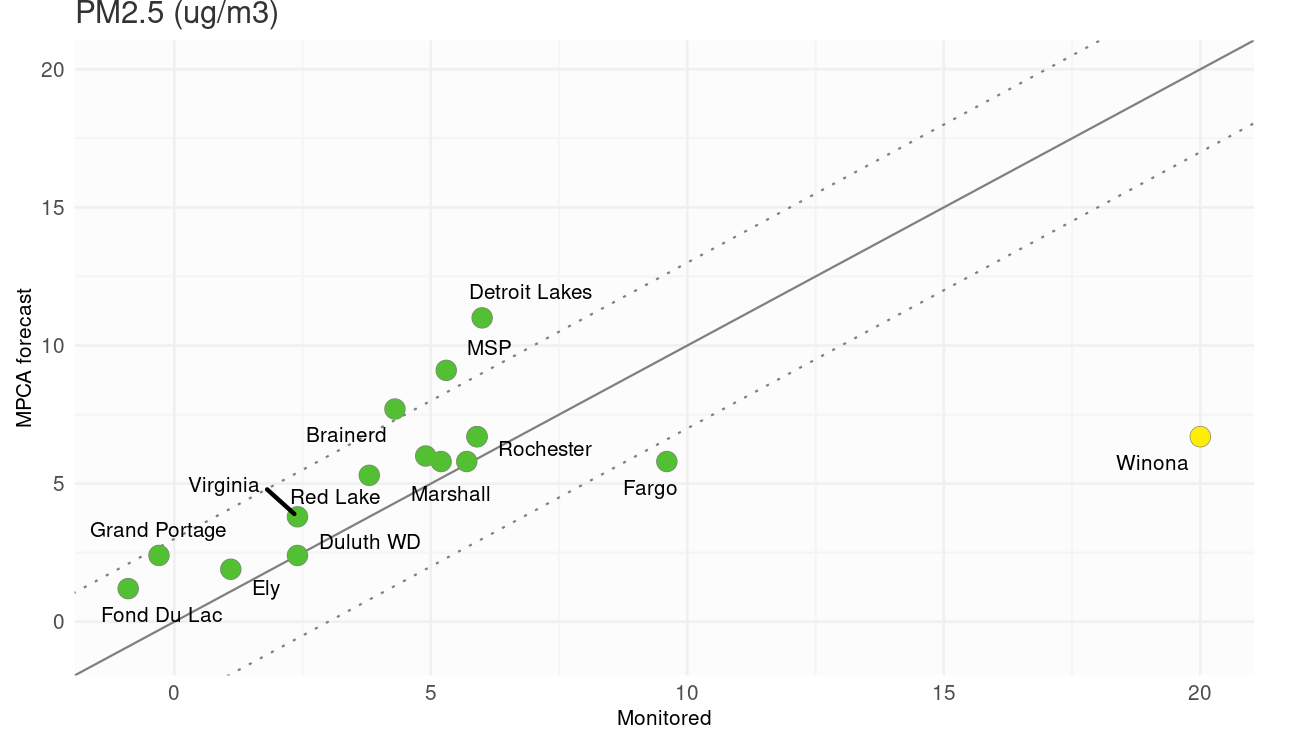 PM2.5 (ug/m3)
20
15
10
5
0
MPCA forecast
Detroit Lakes
MSP
Brainerd
Rochester
Winona
Virginia
Red Lake
Marshall
Fargo
Grand Portage
Duluth WD
Ely
Fond Du Lac
0
5
10
15
20
Monitored